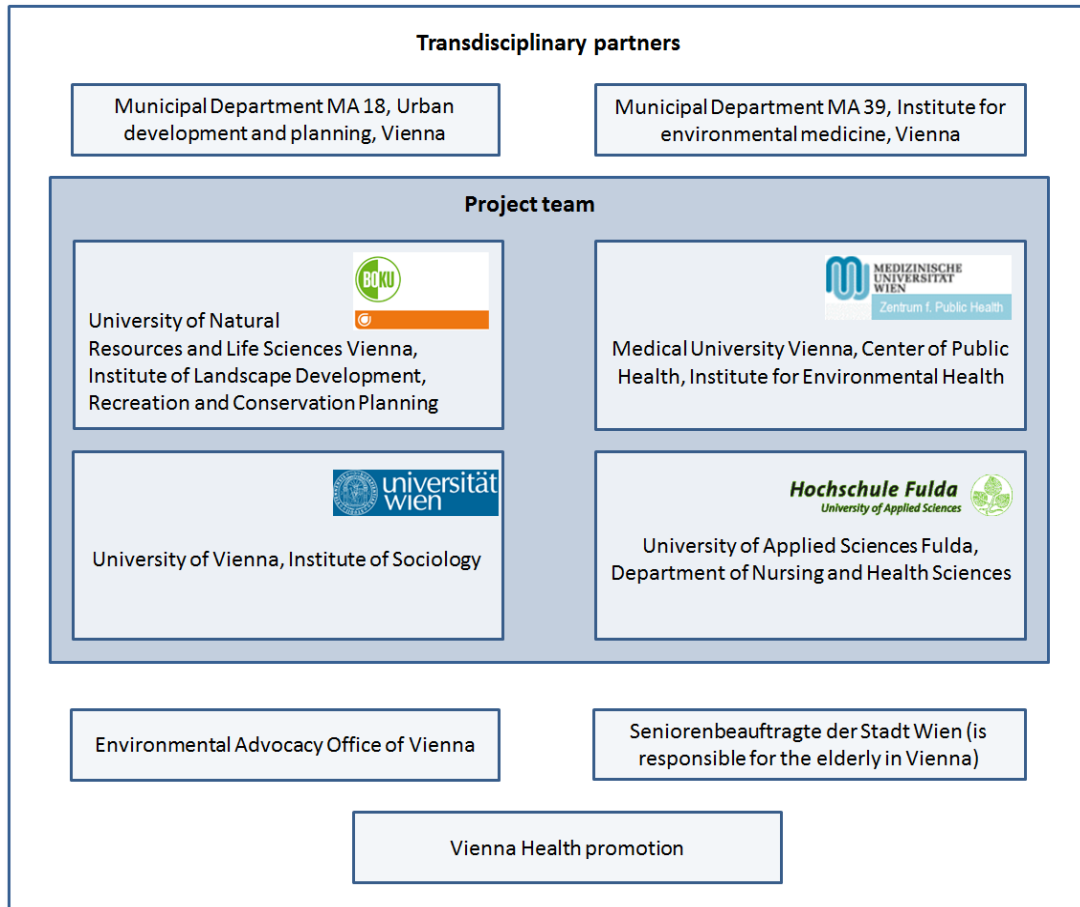 Transdisciplinary partners
Municipal Department MA 18, Urban
development and planning, Vienna
Municipal Department MA 39, Institute for
environmental medicine, Vienna
Project team
BOKU
University of Natural
Resources and Life Sciences Vienna,
Institute of Landscape Development,
Recreation and Conservation Planning
MEDIZINISCHE
UNIVERSITÄT
WIEN
Zentrum f. Public Health
Medical University Vienna, Center of Public
Health, Institute for Environmental Health
universität
wien
University of Vienna, Institute of Sociology
Hochschule Fulda
University of Applied Sciences
University of Applied Sciences Fulda,
Department of Nursing and Health Sciences
Environmental Advocacy Office of Vienna
Seniorenbeauftragte der Stadt Wien (is
responsible for the elderly in Vienna)
Vienna Health promotion